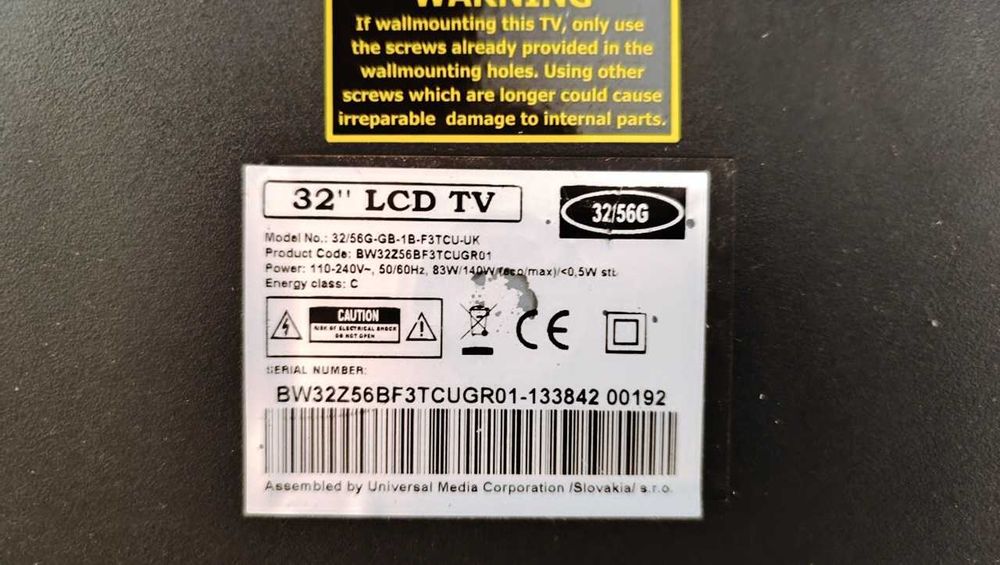 WARNING
If wallmounting this TV, only use
the screws already provided in the
wallmounting holes. Using other
screws which are longer could cause
irreparable damage to internal parts.
32" LCD TV
32/56G
Model No.: 32/56G-GB-1B-F3TCU-UK
Product Code: BW32Z56BF3TCUGR01
Power: 110-240V~, 50/60Hz, 83W/140W/(eco/max)/<0,5W stb
Energy class: C
CAUTION
RISK OF ELECTRICAL SHOCK
DO NOT OPEN
CE
SERIAL NUMBER:
BW32Z56BF3TCUGR01-133842 00192
Assembled by Universal Media Corporation /Slovakia/ s.r.o.